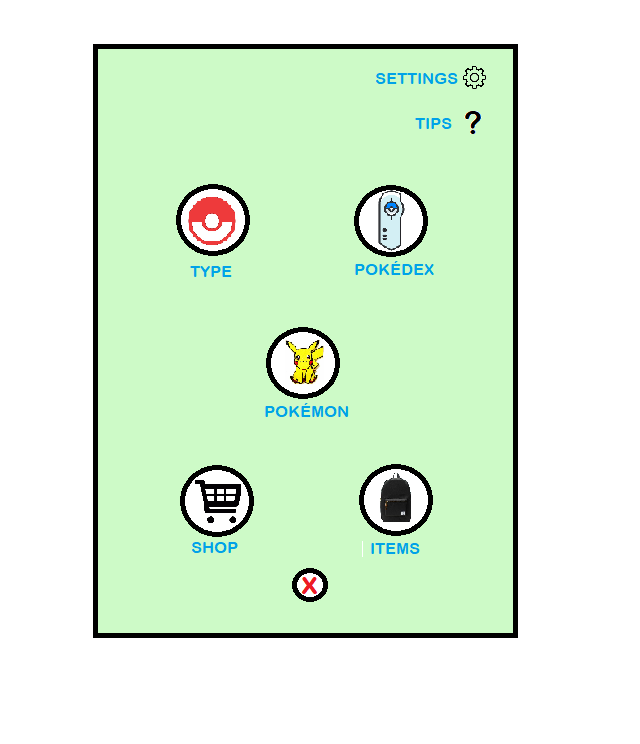 SETTINGS
TIPS ?
TYPE
POKÉDEX
POKÉMON
SHOP
ITEMS
X